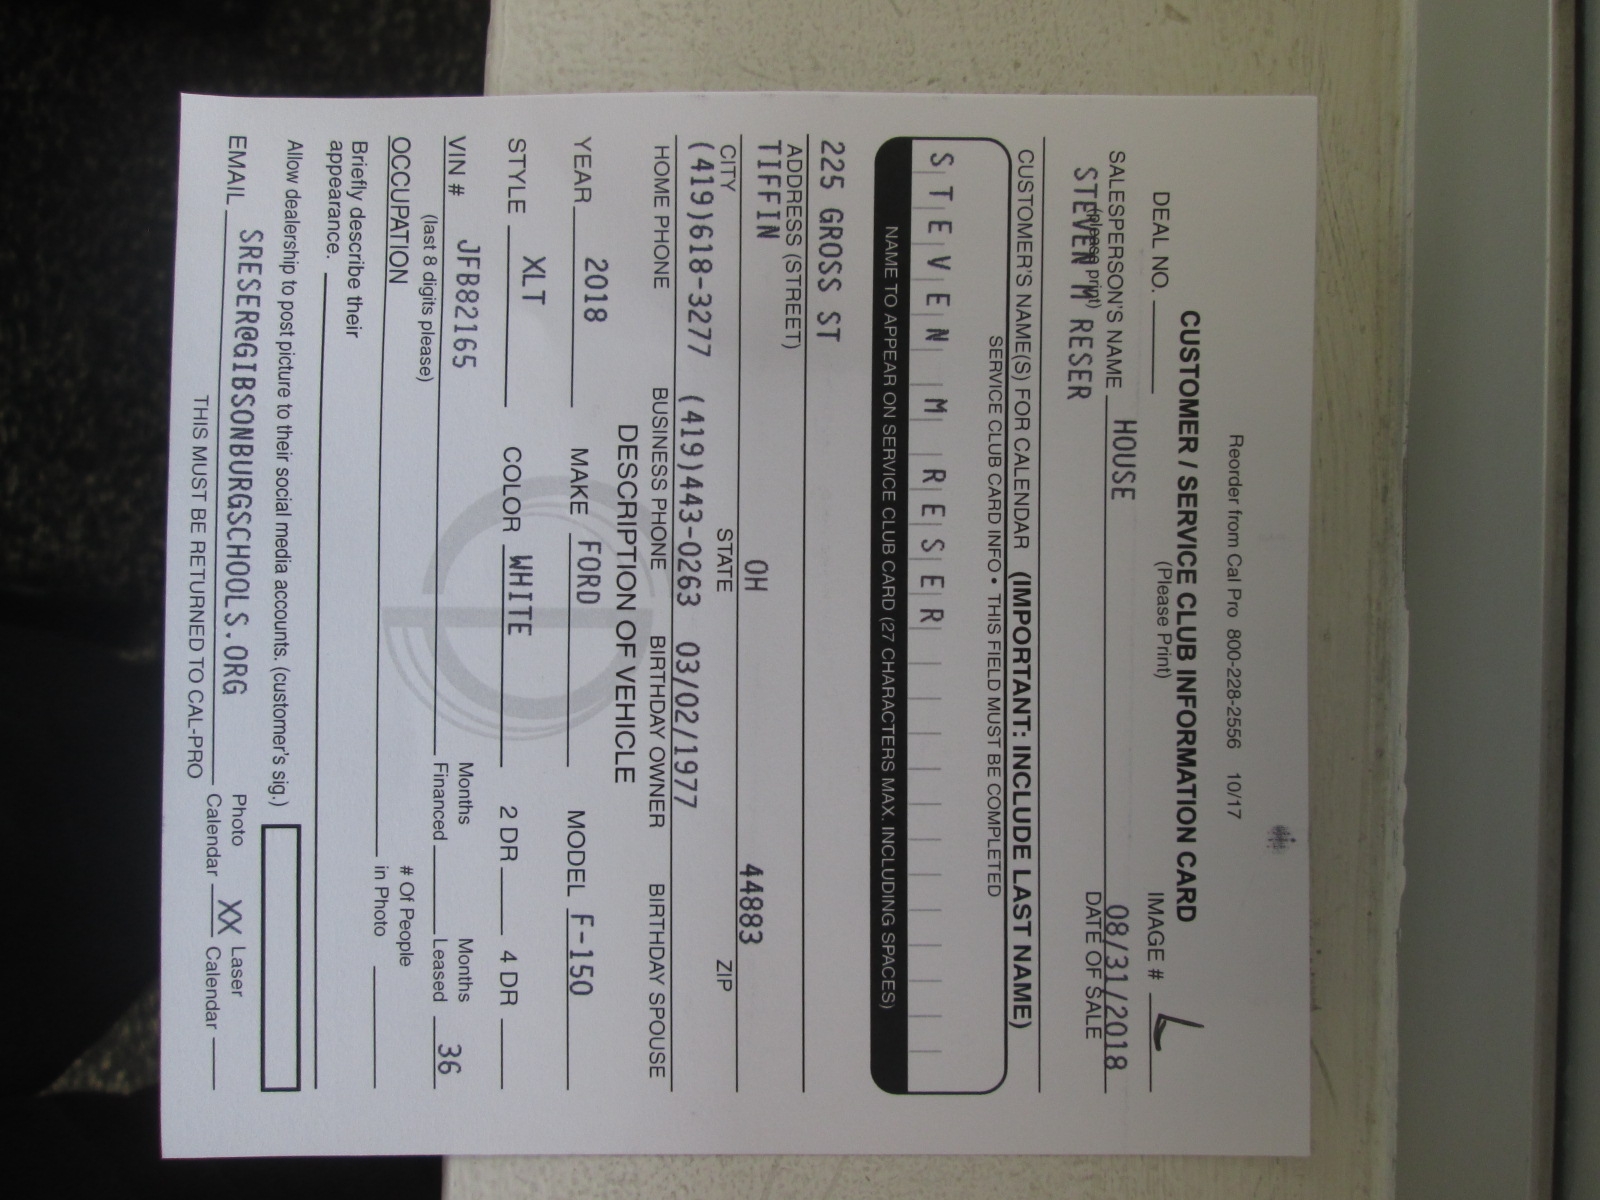 Reorder from Cal Pro 800-228-2556 10/17
CUSTOMER / SERVICE CLUB INFORMATION CARD
(Please Print)
DEAL NO. IMAGE #
SALESPERSON'S NAME HOUSE 08/31/2018
(please print) DATE OF SALE
STEVEN M RESER
CUSTOMER'S NAME(S) FOR CALENDAR (IMPORTANT: INCLUDE LAST NAME)
SERVICE CLUB CARD INFO • THIS FIELD MUST BE COMPLETED
STEVEN M RESER
NAME TO APPEAR ON SERVICE CLUB CARD (27 CHARACTERS MAX. INCLUDING SPACES)
225 GROSS ST
ADDRESS (STREET)
TIFFIN OH 44883
CITY STATE ZIP
(419)618-3277 (419)443-0263 03/02/1977
HOME PHONE BUSINESS PHONE BIRTHDAY OWNER BIRTHDAY SPOUSE
DESCRIPTION OF VEHICLE
YEAR 2018 MAKE FORD MODEL F-150
STYLE XLT COLOR WHITE 2 DR 4 DR
VIN # JFB82165 Months Financed Months Leased 36
(last 8 digits please)
OCCUPATION # Of People in Photo
Briefly describe their
appearance.
Allow dealership to post picture to their social media accounts. (customer's sig.)
EMAIL SRESER@GIBSONBURGSCHOOLS.ORG Photo Calendar XX Laser Calendar
THIS MUST BE RETURNED TO CAL-PRO